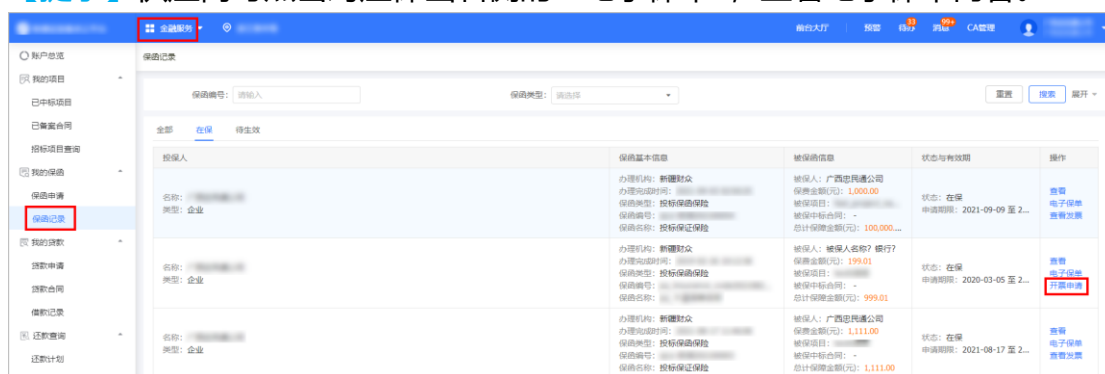 金融服务
前台大厅 预警 待办 33 消息 99+ CA管理
账户总览
保函记录
我的项目
已中标项目
已备案合同
招标项目查询
我的保函
保函申请
保函记录
我的贷款
贷款申请
贷款合同
借款记录
还款查询
还款计划
保函编号: 请输入 保函类型: 请选择 重置 搜索 展开
全部 在保 待生效
投保人 保函基本信息 被保函信息 状态与有效期 操作
名称:
类型: 企业
办理机构: 新疆财众
办理完成时间:
保函类型: 投标保函保险
保函编号:
保函名称: 投标保证保险
被保人: 广西忠民通公司
保费金额(元): 1,000.00
被保项目:
被保中标合同: -
总计保障金额(元): 100,000....
状态: 在保
申请期限: 2021-09-09 至 2...
查看
电子保单
查看发票
名称:
类型: 企业
办理机构: 新疆财众
办理完成时间:
保函类型: 投标保函保险
保函编号:
保函名称:
被保人: 被保人名称? 银行?
保费金额(元): 199.01
被保项目:
被保中标合同: -
总计保障金额(元): 999.01
状态: 在保
申请期限: 2020-03-05 至 2...
查看
电子保单
开票申请
名称:
类型: 企业
办理机构: 新疆财众
办理完成时间:
保函类型: 投标保函保险
保函编号:
保函名称: 投标保证保险
被保人: 广西忠民通公司
保费金额(元): 1,111.00
被保项目:
被保中标合同: -
总计保障金额(元): 1,111.00
状态: 在保
申请期限: 2021-08-17 至 2...
查看
电子保单
查看发票